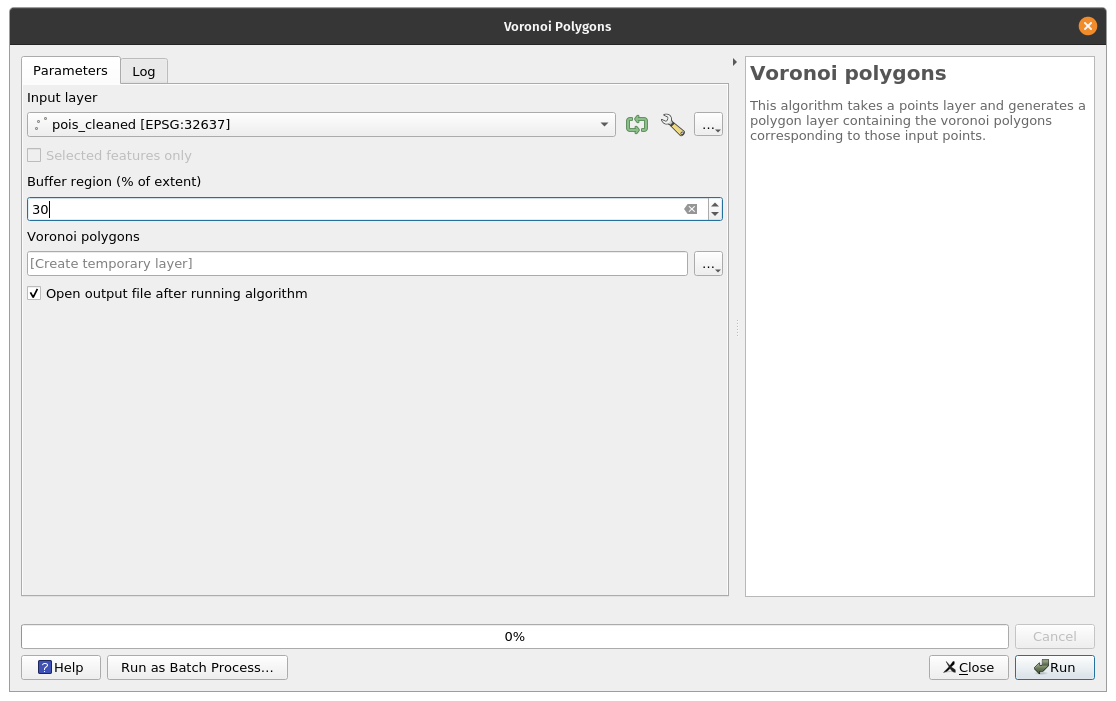 Voronoi Polygons
Parameters
Log
Input layer
pois_cleaned [EPSG:32637]
...
Selected features only
Buffer region (% of extent)
30
Voronoi polygons
[Create temporary layer]
...
Open output file after running algorithm
Voronoi polygons
This algorithm takes a points layer and generates a
polygon layer containing the voronoi polygons
corresponding to those input points.
0%
Cancel
? Help
Run as Batch Process...
Close
Run